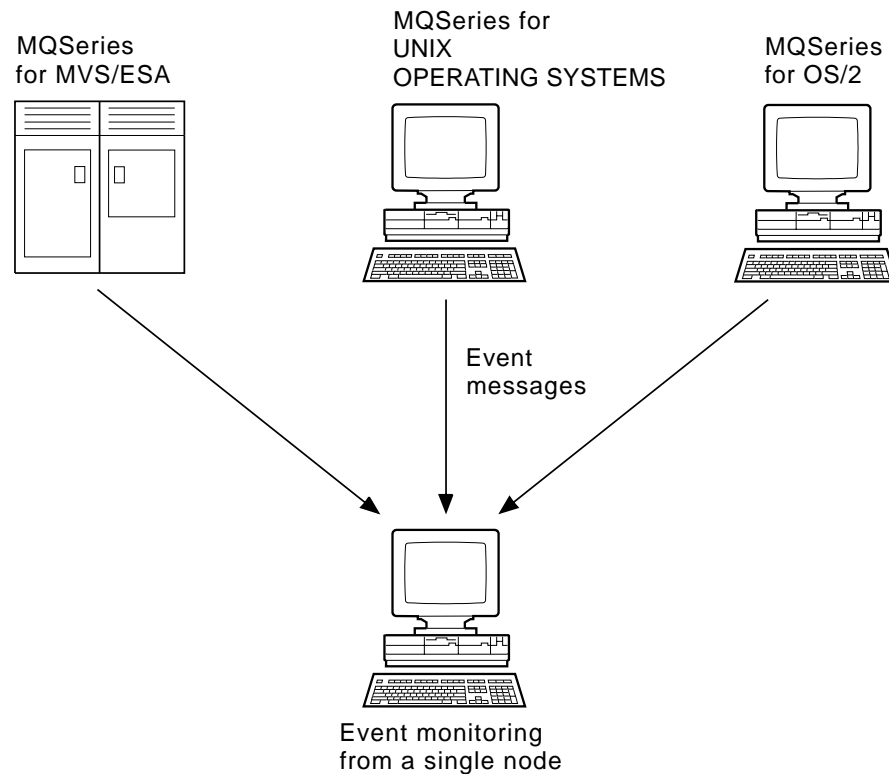 MQSeries
for MVS/ESA
MQSeries for
UNIX
OPERATING SYSTEMS
MQSeries
for OS/2
Event
messages
Event monitoring
from a single node